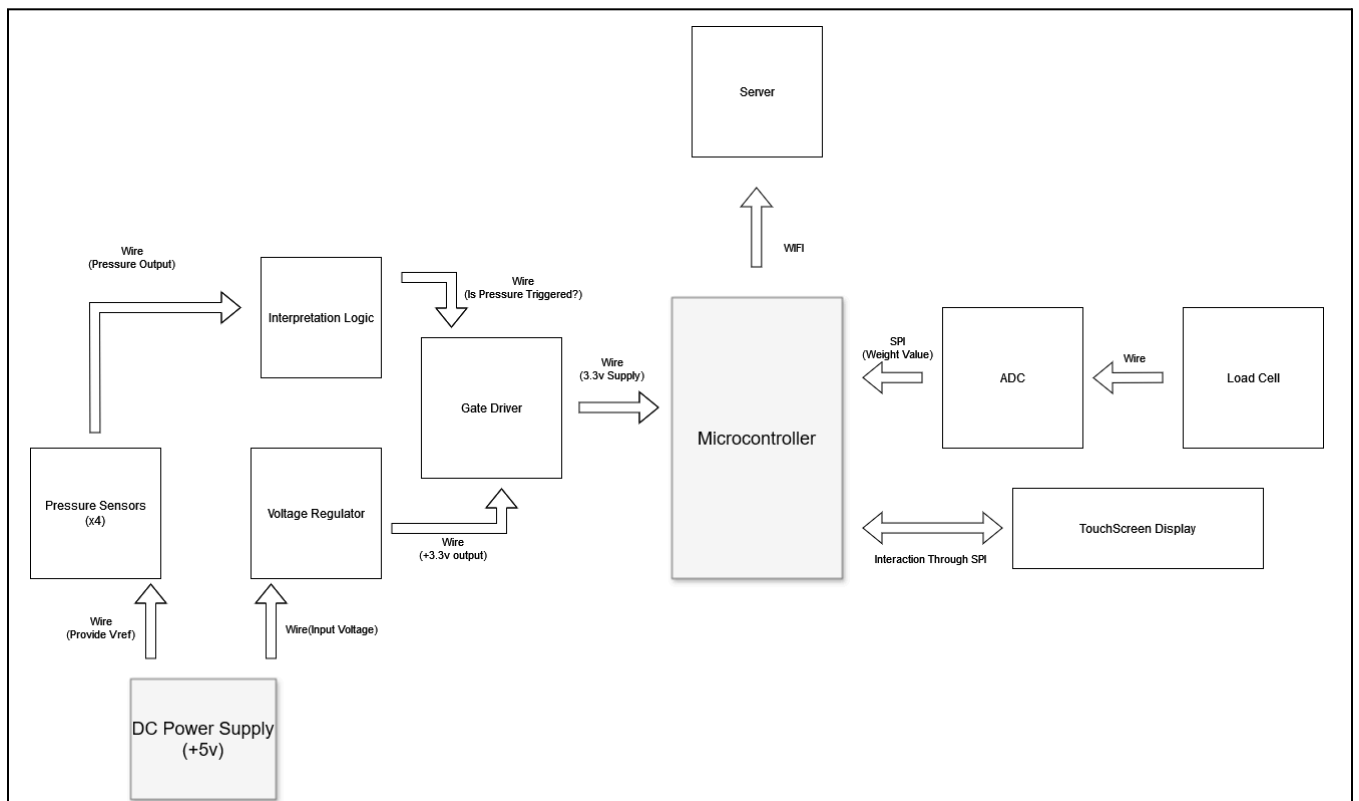 Server
WIFI
Wire
(Pressure Output)
Interpretation Logic
Wire
(Is Pressure Triggered?)
Gate Driver
Wire
(3.3v Supply)
Microcontroller
SPI
(Weight Value)
ADC
Wire
Load Cell
Pressure Sensors
(x4)
Voltage Regulator
Wire
(+3.3v output)
Interaction Through SPI
TouchScreen Display
Wire
(Provide Vref)
Wire(Input Voltage)
DC Power Supply
(+5v)